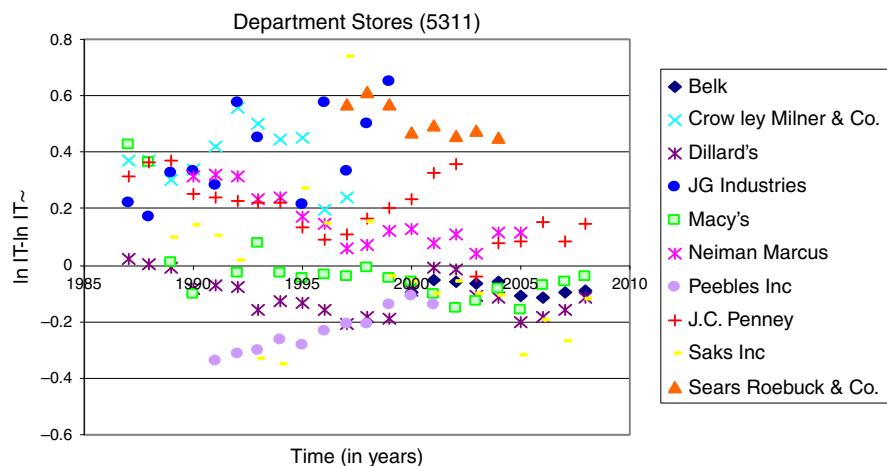 Department Stores (5311)
0.8
0.6
0.4
0.2
0
−0.2
−0.4
−0.6
1985
1990
1995
2000
2005
2010
ln IT-ln IT~
Time (in years)
Belk
Crow ley Milner & Co.
Dillard's
JG Industries
Macy's
Neiman Marcus
Peebles Inc
J.C. Penney
Saks Inc
Sears Roebuck & Co.